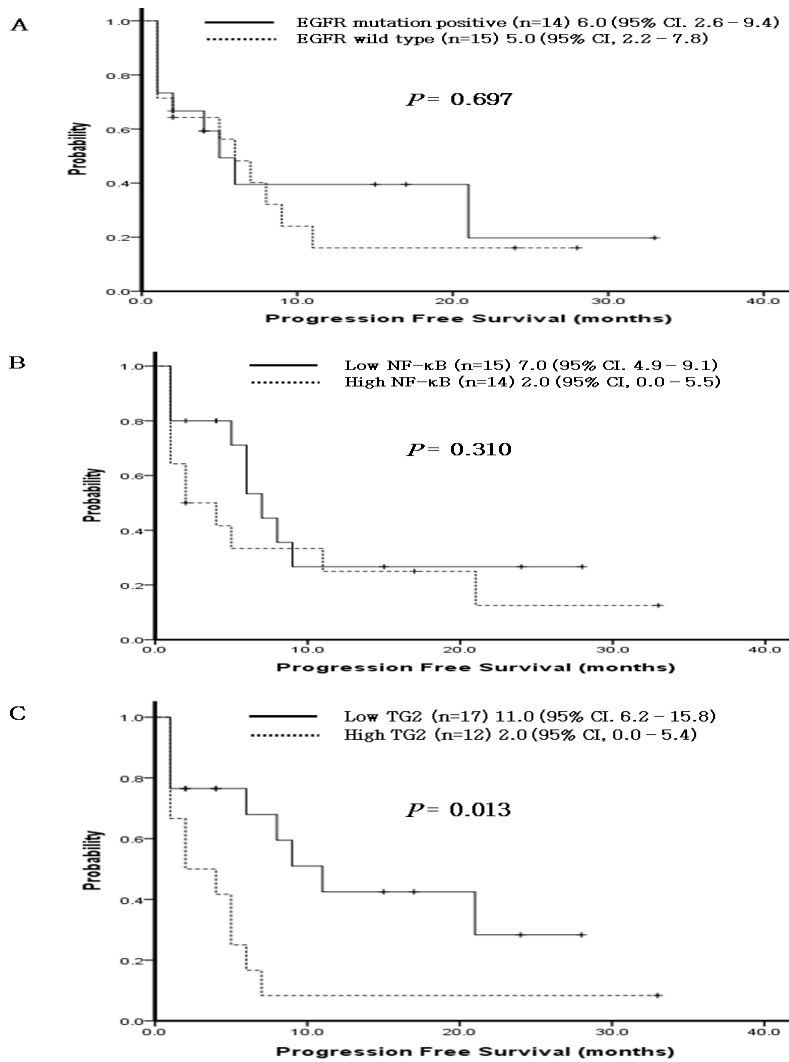 A
EGFR mutation positive (n=14) 6.0 (95% CI. 2.6 – 9.4)
EGFR wild type (n=15) 5.0 (95% CI, 2.2 – 7.8)
P = 0.697
Probability
1.0
0.8
0.6
0.4
0.2
0.0
0.0 10.0 20.0 30.0 40.0
Progression Free Survival (months)
B
Low NF-κB (n=15) 7.0 (95% CI. 4.9 – 9.1)
High NF-κB (n=14) 2.0 (95% CI, 0.0 – 5.5)
P = 0.310
Probability
1.0
0.8
0.6
0.4
0.2
0.0
0.0 10.0 20.0 30.0 40.0
Progression Free Survival (months)
C
Low TG2 (n=17) 11.0 (95% CI. 6.2 – 15.8)
High TG2 (n=12) 2.0 (95% CI, 0.0 – 5.4)
P = 0.013
Probability
1.0
0.8
0.6
0.4
0.2
0.0
0.0 10.0 20.0 30.0 40.0
Progression Free Survival (months)